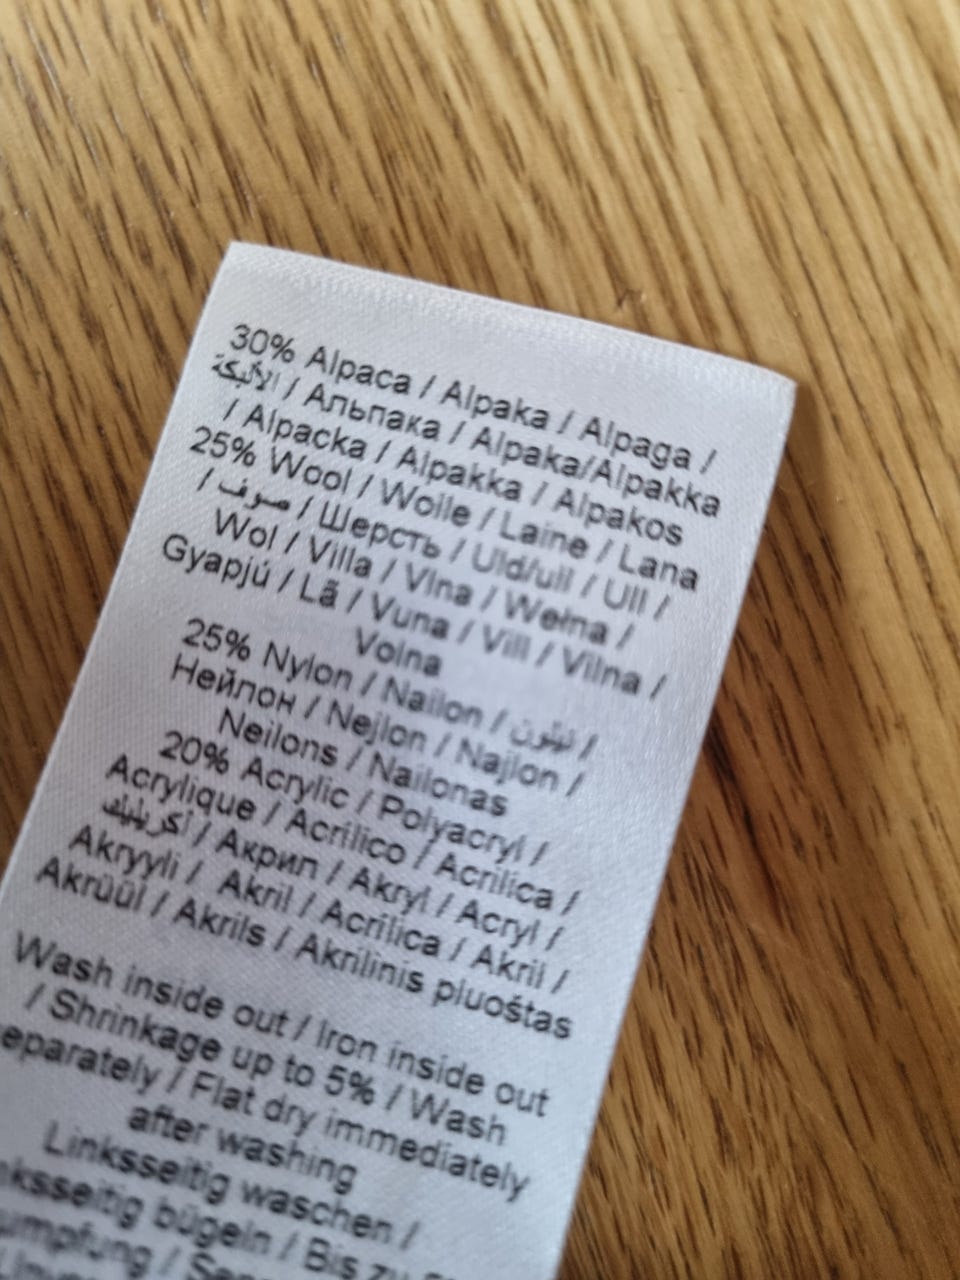 30% Alpaca / Alpaka / Alpaga /
الألبكة / Альпака / Alpaka/Alpakka
/ Alpacka / Alpakka / Alpakos
25% Wool / Wolle / Laine / Lana
/ صوف / Шерсть / Uld/ull / Ull /
Wol / Villa / Vlna / Wełna /
Gyapjú / Lã / Vuna / Vill / Vilna /
Volna
25% Nylon / Nailon / نيلون /
Нейлон / Nejlon / Najlon /
Neilons / Nailonas
20% Acrylic / Polyacryl /
Acrylique / Acrílico / Acrilica /
أكريليك / Акрил / Akryl / Acryl /
Akryyli / Akril / Acrílica / Akril /
Akrüül / Akrils / Akrilinis pluoštas
Wash inside out / Iron inside out
/ Shrinkage up to 5% / Wash
eparately / Flat dry immediately
after washing
Linksseitig waschen /
nksseitig bügeln / Bis zu
umpfung /